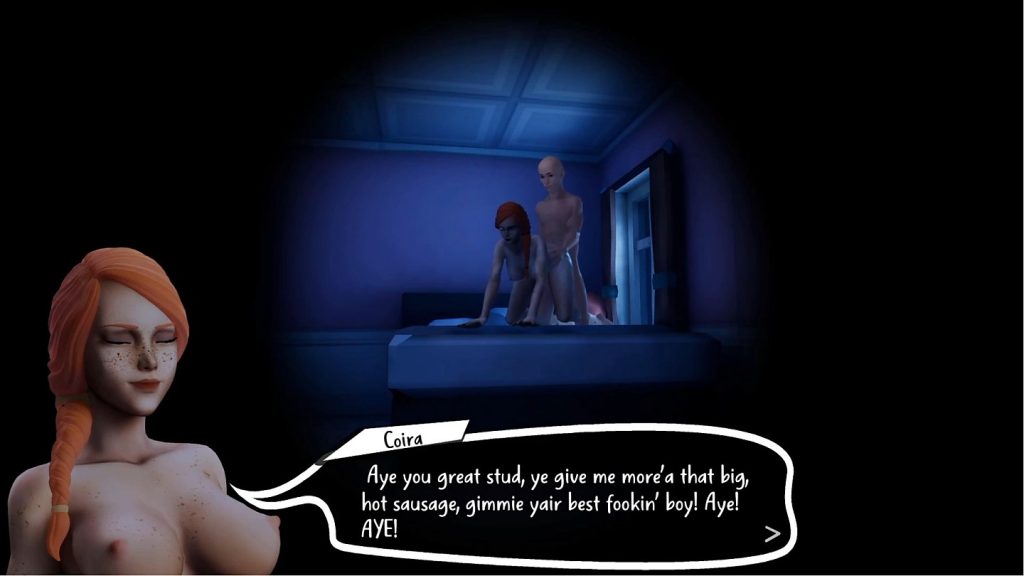 Coira
Aye you great stud, ye give me more'a that big,
hot sausage, gimmie yair best fookin' boy! Aye!
AYE!